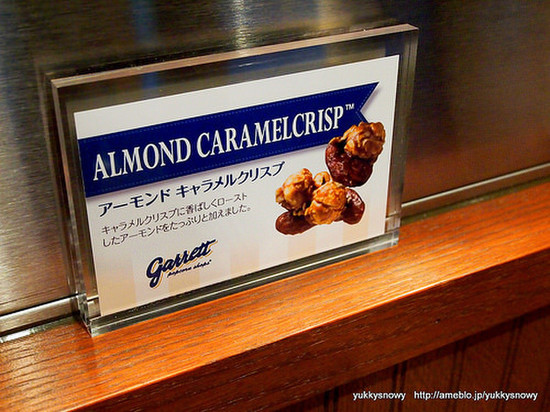 ALMOND CARAMELCRISP™
アーモンド キャラメルクリスプ
キャラメルクリスプに香ばしくロースト
したアーモンドをたっぷりと加えました。
Garrett
popcorn shops®
yukkysnowy http://ameblo.jp/yukkysnowy